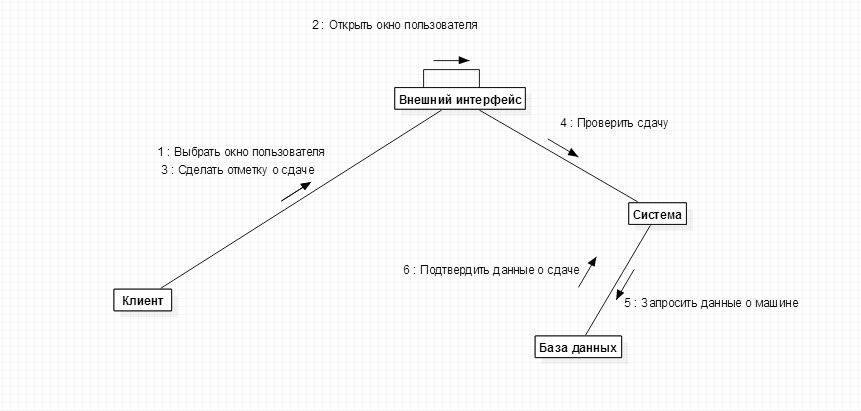 2 : Открыть окно пользователя
Внешний интерфейс
4 : Проверить сдачу
1 : Выбрать окно пользователя
3 : Сделать отметку о сдаче
Система
6 : Подтвердить данные о сдаче
Клиент
5 : Запросить данные о машине
База данных